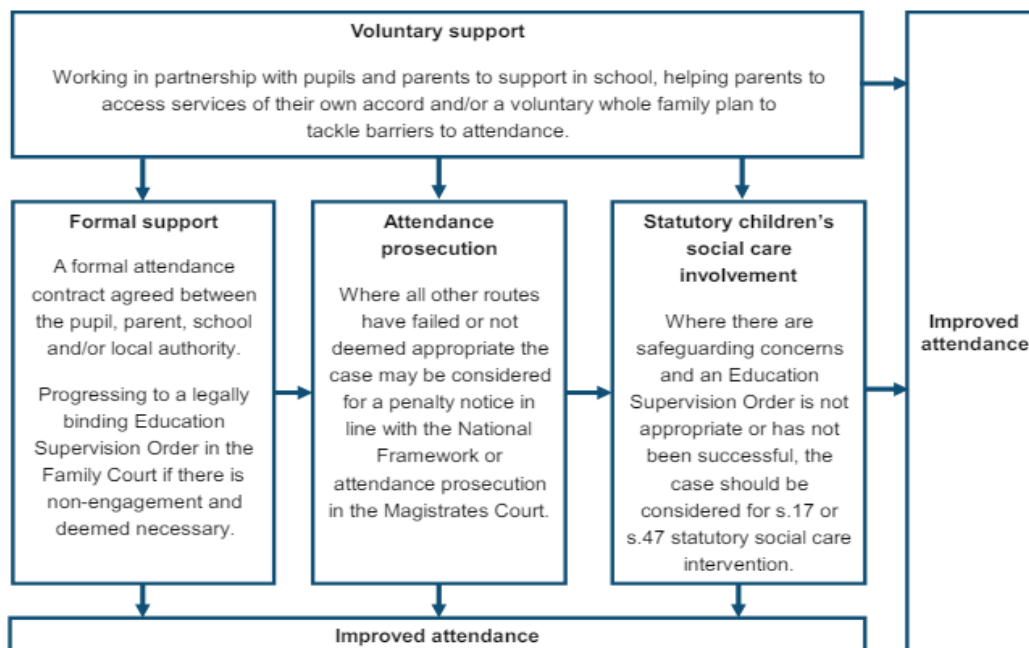 Voluntary support
Working in partnership with pupils and parents to support in school, helping parents to
access services of their own accord and/or a voluntary whole family plan to
tackle barriers to attendance.
Formal support
A formal attendance
contract agreed between
the pupil, parent, school
and/or local authority.
Progressing to a legally
binding Education
Supervision Order in the
Family Court if there is
non-engagement and
deemed necessary.
Attendance
prosecution
Where all other routes
have failed or not
deemed appropriate the
case may be considered
for a penalty notice in
line with the National
Framework or
attendance prosecution
in the Magistrates Court.
Statutory children's
social care
involvement
Where there are
safeguarding concerns
and an Education
Supervision Order is not
appropriate or has not
been successful, the
case should be
considered for s.17 or
s.47 statutory social care
intervention.
Improved
attendance
Improved attendance